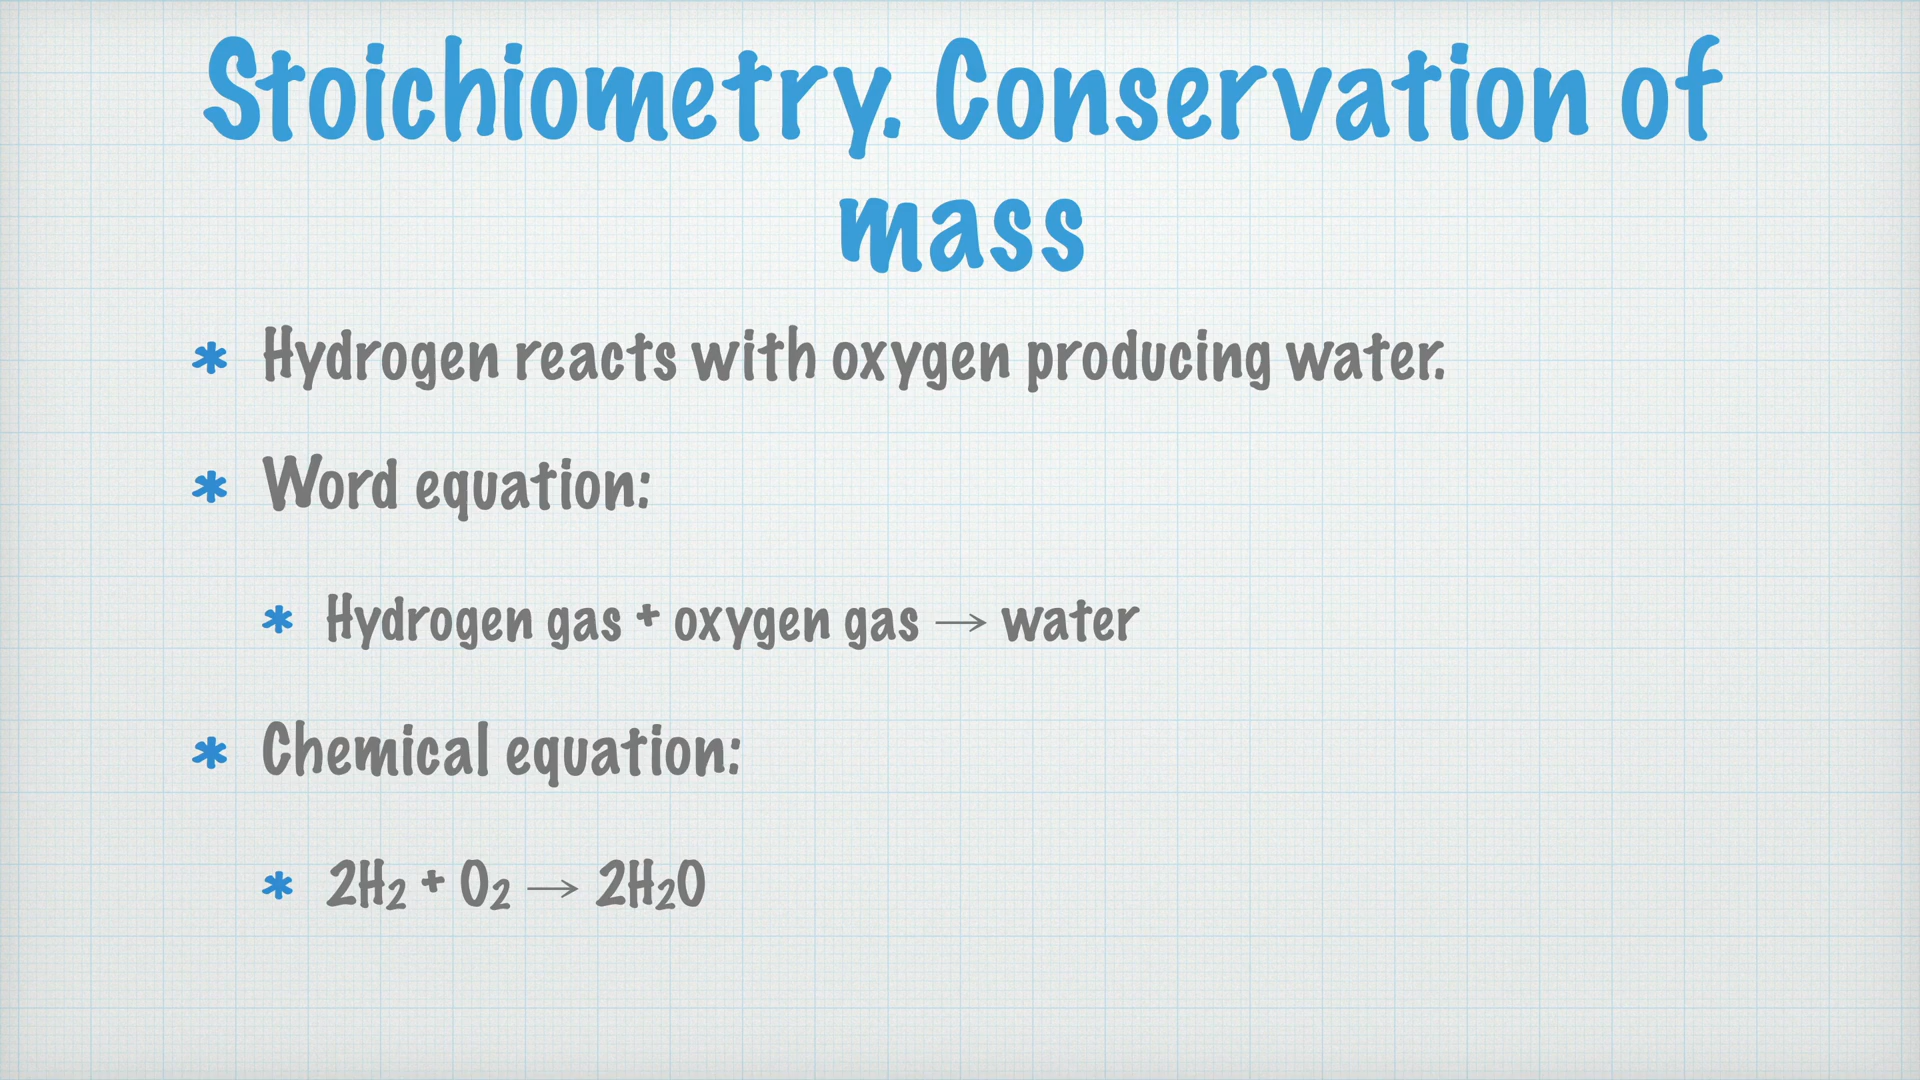 Stoichiometry. Conservation of
mass
* Hydrogen reacts with oxygen producing water.
* Word equation:
* Hydrogen gas + oxygen gas → water
* Chemical equation:
* 2H₂ + O₂ → 2H₂O